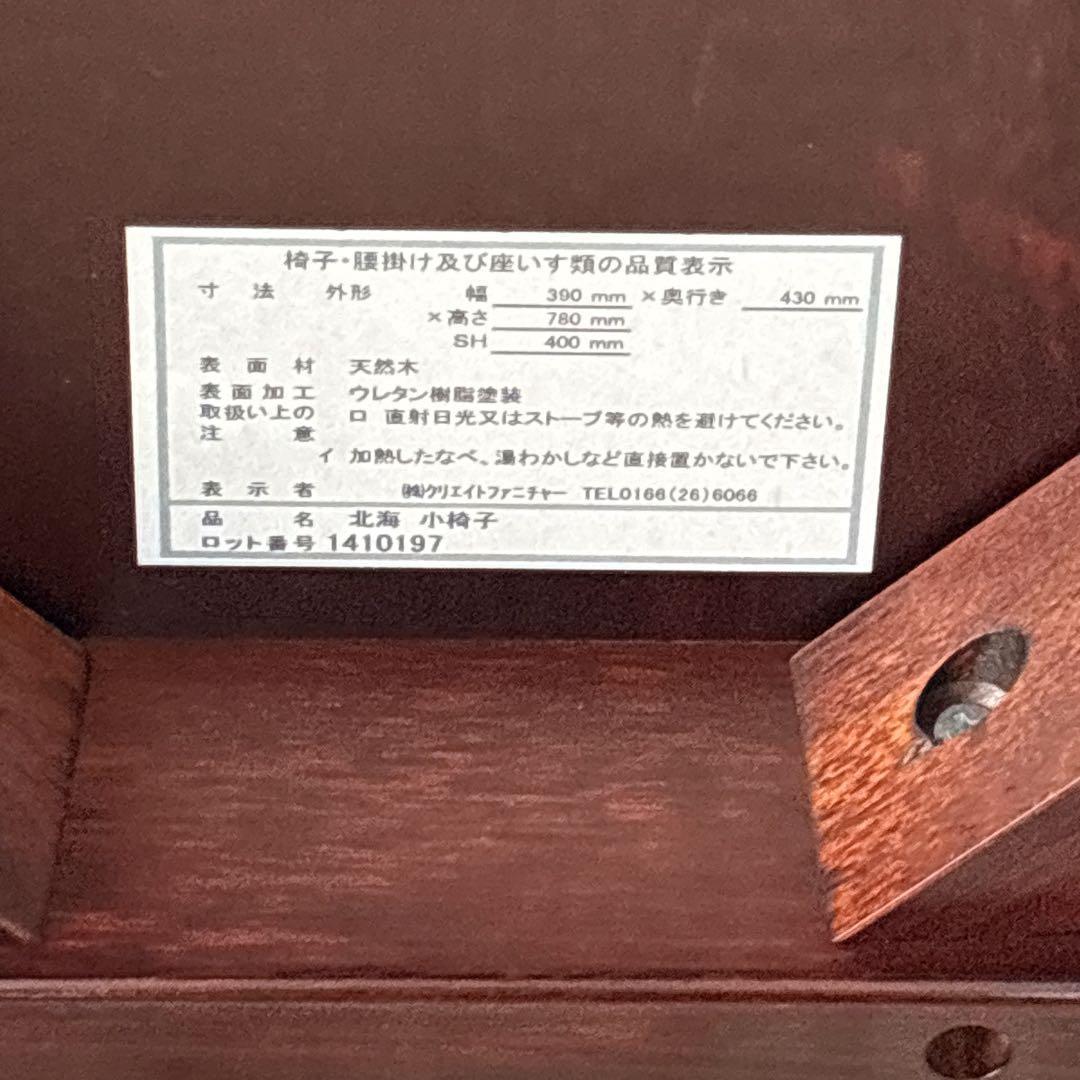 椅子・腰掛け及び座いす類の品質表示
寸法 外形 幅 390 mm ×奥行き 430 mm
×高さ 780 mm
SH 400 mm
表面材 天然木
表面加工 ウレタン樹脂塗装
取扱い上の ロ 直射日光又はストーブ等の熱を避けてください。
注意
イ 加熱したなべ、湯わかしなど直接置かないで下さい。
表示者 ㈱クリエイトファニチャー TEL0166(26)6066
品名 北海 小椅子
ロット番号 1410197